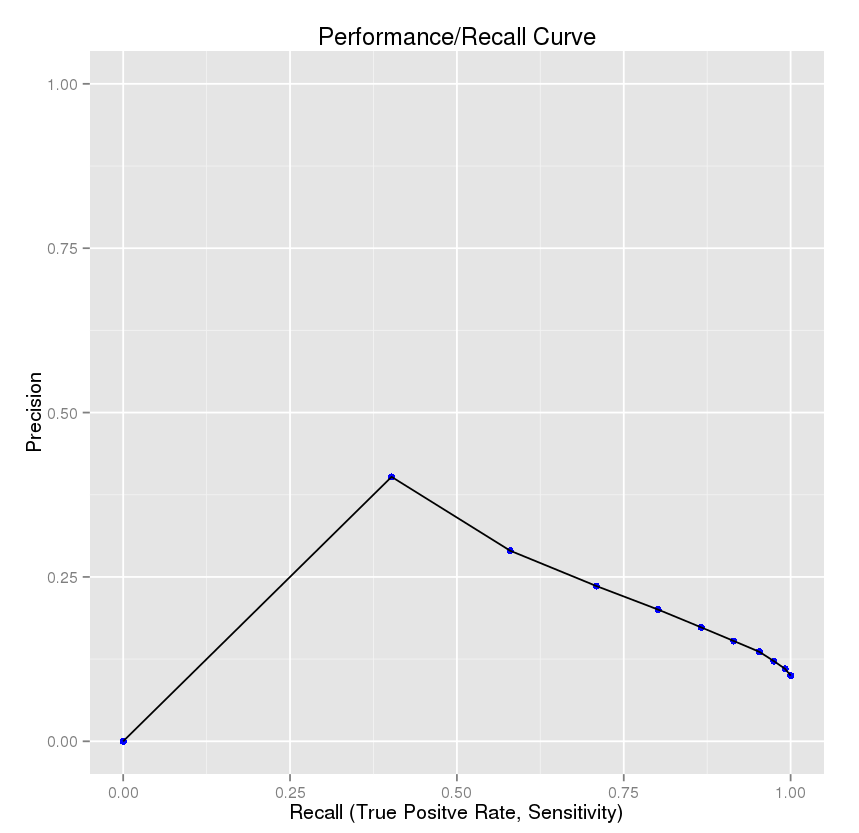 Performance/Recall Curve
1.00
0.75
0.50
0.25
0.00
Precision
0.00 0.25 0.50 0.75 1.00
Recall (True Positve Rate, Sensitivity)